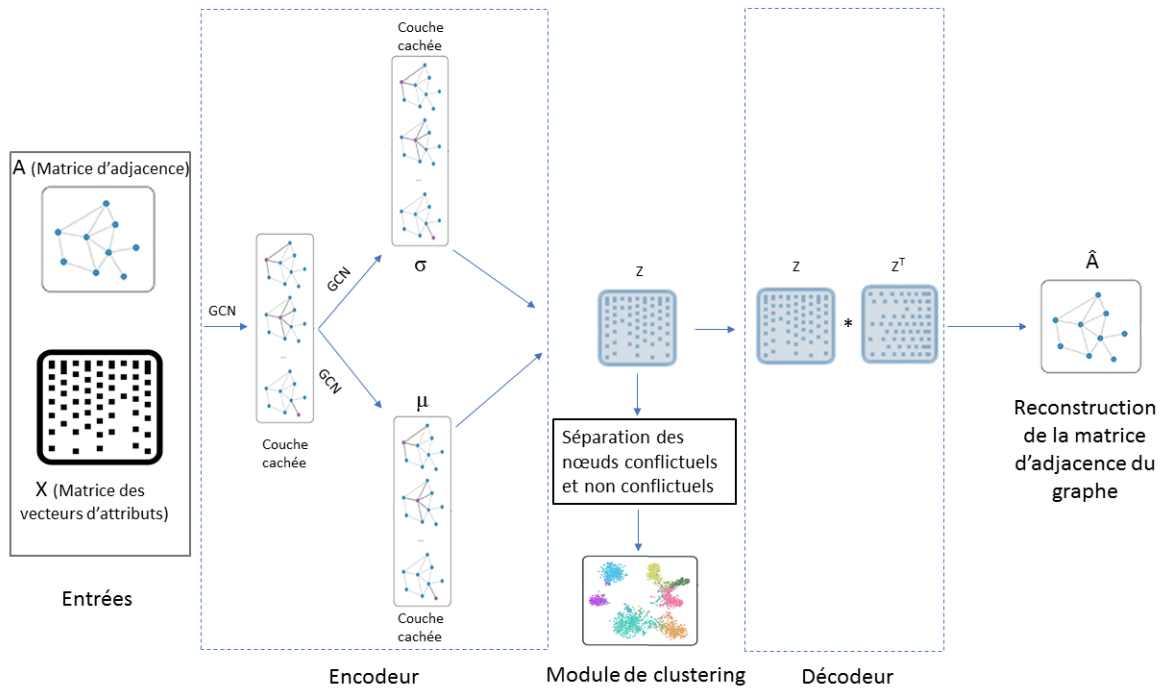 A (Matrice d'adjacence)
X (Matrice des
vecteurs d'attributs)
Entrées
GCN
Couche
cachée
GCN
GCN
Couche
cachée
σ
μ
Couche
cachée
Encodeur
Z
Séparation des
nœuds conflictuels
et non conflictuels
Module de clustering
Z
*
Zᵀ
Décodeur
Â
Reconstruction
de la matrice
d'adjacence du
graphe
...
...
...